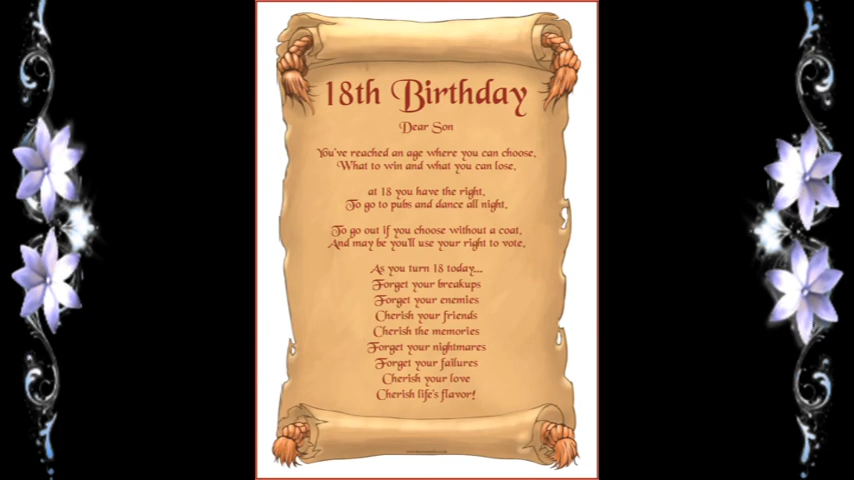 18th Birthday
Dear Son
You've reached an age where you can choose,
What to win and what you can lose,
at 18 you have the right,
To go to pubs and dance all night,
To go out if you choose without a coat,
And may be you'll use your right to vote,
As you turn 18 today...
Forget your breakups
Forget your enemies
Cherish your friends
Cherish the memories
Forget your nightmares
Forget your failures
Cherish your love
Cherish life's flavor!